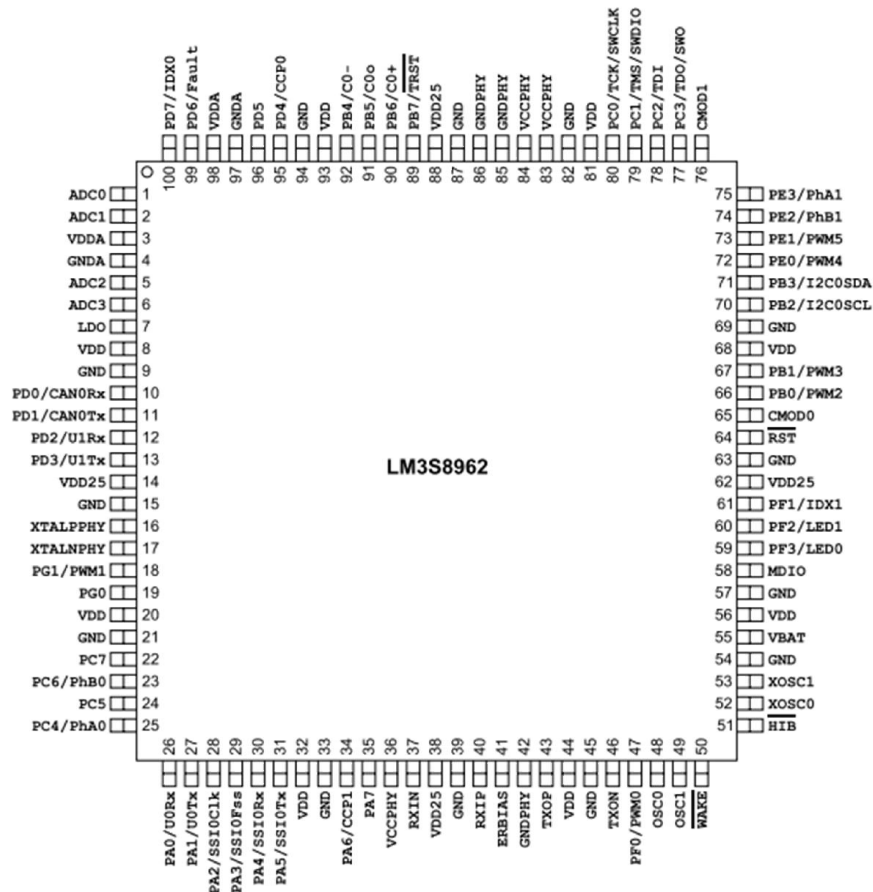 PD7/IDX0
PD6/Fault
VDDA
GNDA
PD5
PD4/CCP0
GND
VDD
PB4/C0-
PB5/C0o
PB6/C0+
PB7/TRST
VDD25
GND
GNDPHY
GNDPHY
VCCPHY
VCCPHY
GND
VDD
PC0/TCK/SWCLK
PC1/TMS/SWDIO
PC2/TDI
PC3/TDO/SWO
CMOD1
100 99 98 97 96 95 94 93 92 91 90 89 88 87 86 85 84 83 82 81 80 79 78 77 76
ADC0 1
ADC1 2
VDDA 3
GNDA 4
ADC2 5
ADC3 6
LDO 7
VDD 8
GND 9
PD0/CAN0Rx 10
PD1/CAN0Tx 11
PD2/U1Rx 12
PD3/U1Tx 13
VDD25 14
GND 15
XTALPPHY 16
XTALNPHY 17
PG1/PWM1 18
PG0 19
VDD 20
GND 21
PC7 22
PC6/PhB0 23
PC5 24
PC4/PhA0 25
LM3S8962
75 PE3/PhA1
74 PE2/PhB1
73 PE1/PWM5
72 PE0/PWM4
71 PB3/I2C0SDA
70 PB2/I2C0SCL
69 GND
68 VDD
67 PB1/PWM3
66 PB0/PWM2
65 CMOD0
64 RST
63 GND
62 VDD25
61 PF1/IDX1
60 PF2/LED1
59 PF3/LED0
58 MDIO
57 GND
56 VDD
55 VBAT
54 GND
53 XOSC1
52 XOSC0
51 HIB
26 27 28 29 30 31 32 33 34 35 36 37 38 39 40 41 42 43 44 45 46 47 48 49 50
PA0/U0Rx
PA1/U0Tx
PA2/SSI0Clk
PA3/SSI0Fss
PA4/SSI0Rx
PA5/SSI0Tx
VDD
GND
PA6/CCP1
PA7
VCCPHY
RXIN
VDD25
GND
RXIP
ERBIAS
GNDPHY
TXOP
VDD
GND
TXON
PF0/PWM0
OSC0
OSC1
WAKE